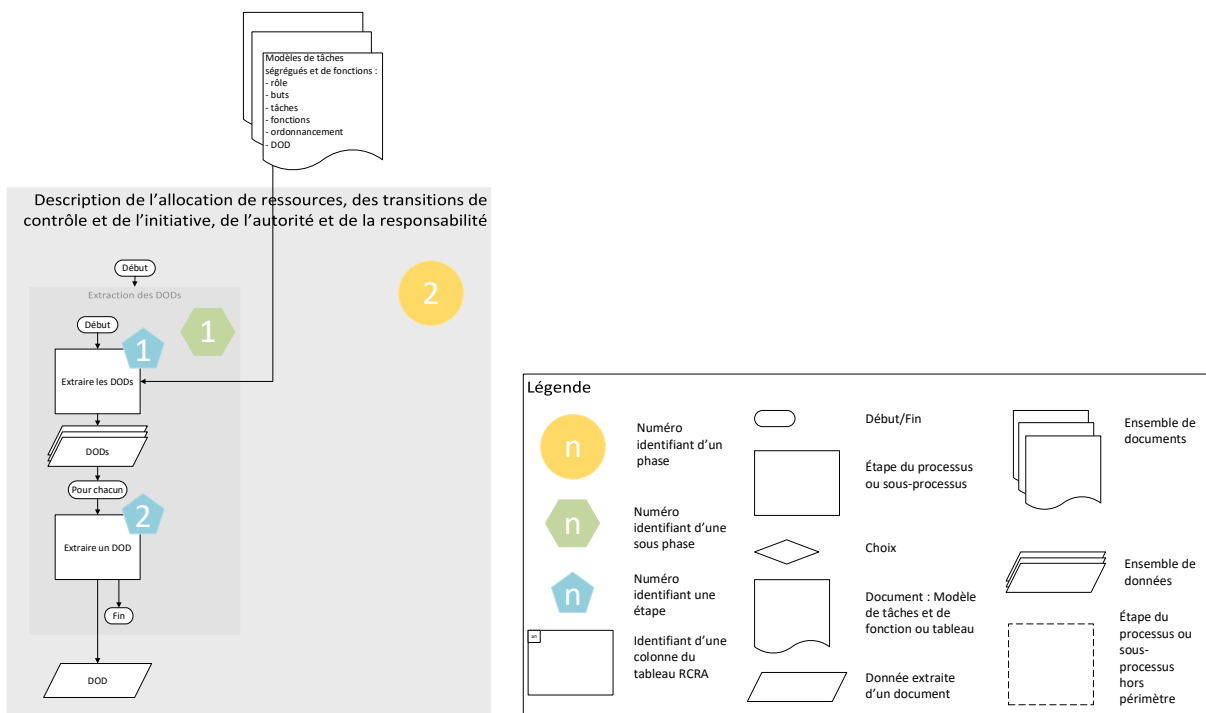 Modèles de tâches
ségrégués et de fonctions :
- rôle
- buts
- tâches
- fonctions
- ordonnancement
- DOD
Description de l’allocation de ressources, des transitions de
contrôle et de l’initiative, de l’autorité et de la responsabilité
Début
2
Extraction des DODs
1
Début
1
Extraire les DODs
DODs
Pour chacun
2
Extraire un DOD
Fin
DOD
Légende
n
Numéro
identifiant d’un
phase
n
Numéro
identifiant d’une
sous phase
n
Numéro
identifiant une
étape
an
Identifiant d’une
colonne du
tableau RCRA
Début/Fin
Étape du processus
ou sous-processus
Choix
Document : Modèle
de tâches et de
fonction ou tableau
Donnée extraite
d’un document
Ensemble de
documents
Ensemble de
données
Étape du
processus ou
sous-
processus
hors
périmètre